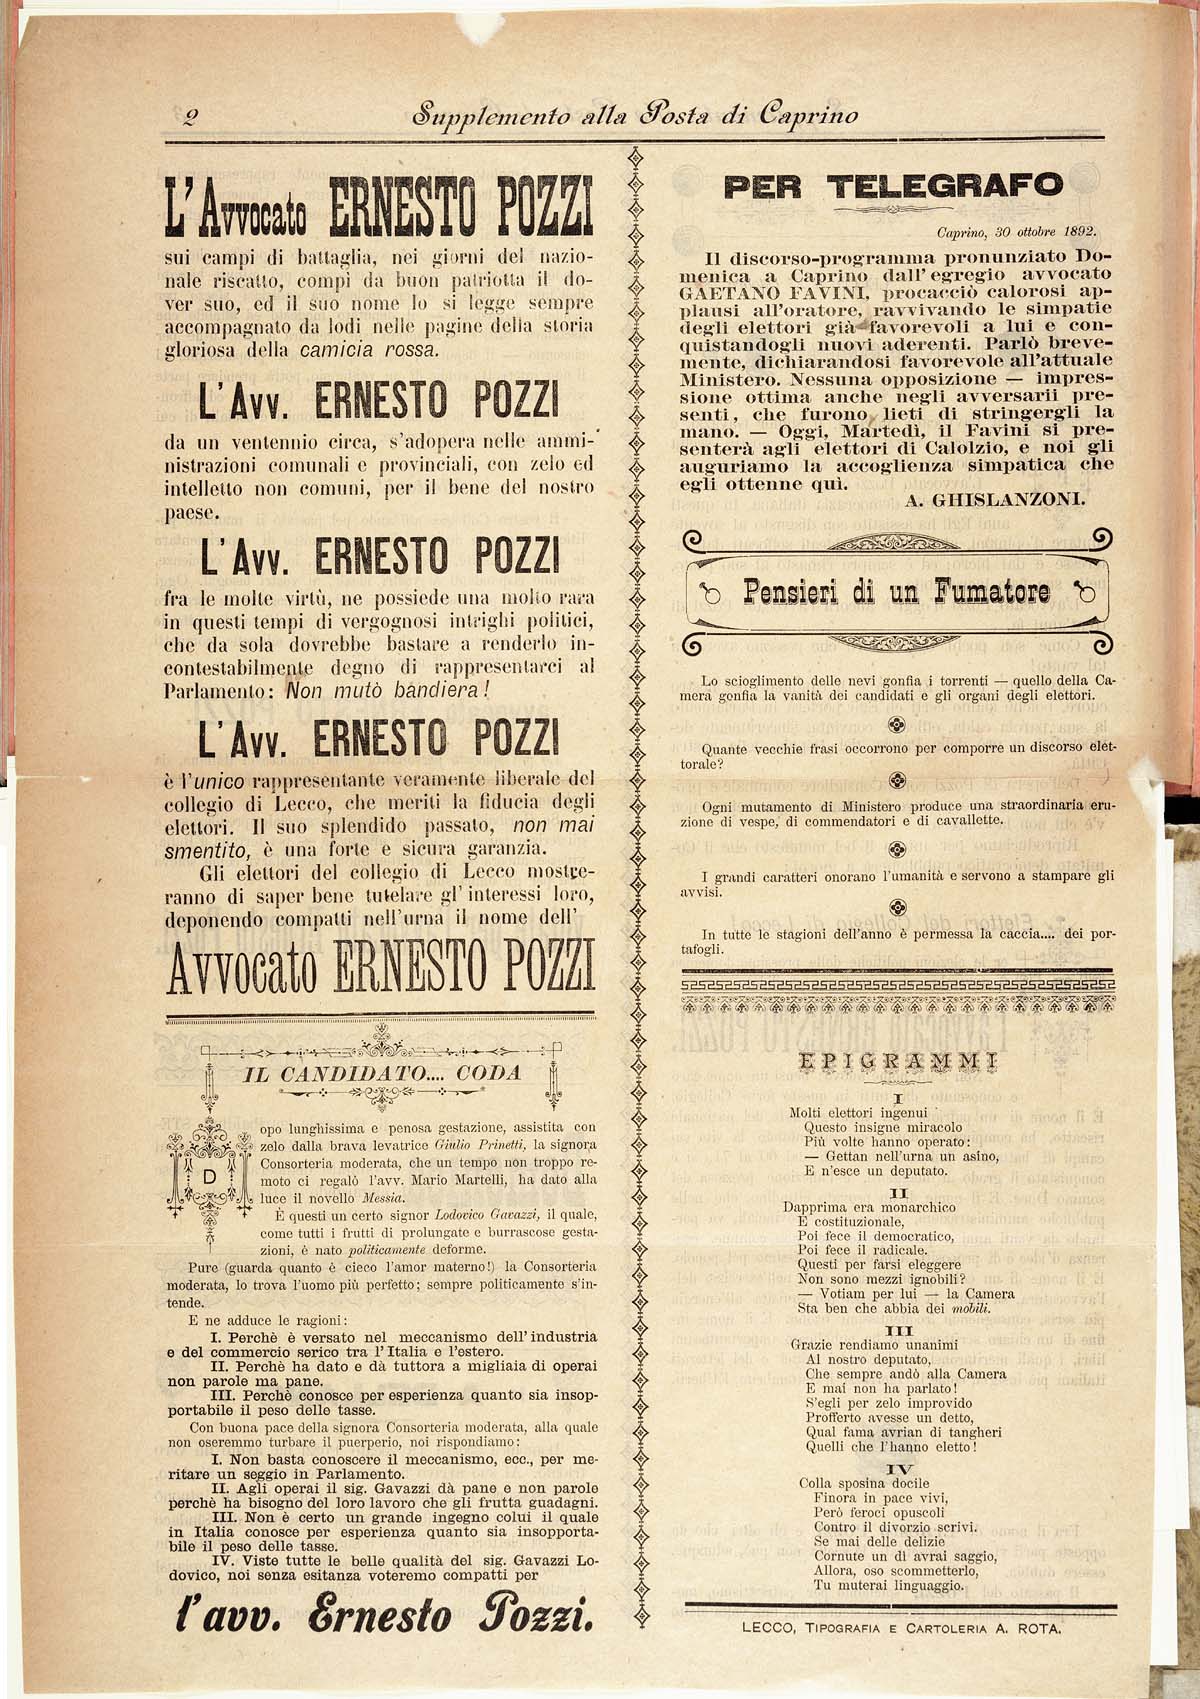 2
Supplemento alla Posta di Caprino
L'Avvocato ERNESTO POZZI
sui campi di battaglia, nei giorni del nazio-
nale riscatto, compì da buon patriotta il do-
ver suo, ed il suo nome lo si legge sempre
accompagnato da lodi nelle pagine della storia
gloriosa della camicia rossa.
L'Avv. ERNESTO POZZI
da un ventennio circa, s'adopera nelle ammi-
nistrazioni comunali e provinciali, con zelo ed
intelletto non comuni, per il bene del nostro
paese.
L'Avv. ERNESTO POZZI
fra le molte virtù, ne possiede una molto rara
in questi tempi di vergognosi intrighi politici,
che da sola dovrebbe bastare a renderlo in-
contestabilmente degno di rappresentarci al
Parlamento: Non mutò bandiera!
L'Avv. ERNESTO POZZI
è l'unico rappresentante veramente liberale del
collegio di Lecco, che meriti la fiducia degli
elettori. Il suo splendido passato, non mai
smentito, è una forte e sicura garanzia.
Gli elettori del collegio di Lecco mostre-
ranno di saper bene tutelare gl'interessi loro,
deponendo compatti nell'urna il nome dell'
Avvocato ERNESTO POZZI
IL CANDIDATO.... CODA
D
opo lunghissima e penosa gestazione, assistita con
zelo dalla brava levatrice Giulio Prinetti, la signora
Consorteria moderata, che un tempo non troppo re-
moto ci regalò l'avv. Mario Martelli, ha dato alla
luce il novello Messia.
È questi un certo signor Lodovico Gavazzi, il quale,
come tutti i frutti di prolungate e burrascose gesta-
zioni, è nato politicamente deforme.
Pure (guarda quanto è cieco l'amor materno!) la Consorteria
moderata, lo trova l'uomo più perfetto; sempre politicamente s'in-
tende.
E ne adduce le ragioni:
I. Perchè è versato nel meccanismo dell'industria
e del commercio serico tra l'Italia e l'estero.
II. Perchè ha dato e dà tuttora a migliaia di operai
non parole ma pane.
III. Perchè conosce per esperienza quanto sia insop-
portabile il peso delle tasse.
Con buona pace della signora Consorteria moderata, alla quale
non oseremmo turbare il puerperio, noi rispondiamo:
I. Non basta conoscere il meccanismo, ecc., per me-
ritare un seggio in Parlamento.
II. Agli operai il sig. Gavazzi dà pane e non parole
perchè ha bisogno del loro lavoro che gli frutta guadagni.
III. Non è certo un grande ingegno colui il quale
in Italia conosce per esperienza quanto sia insopporta-
bile il peso delle tasse.
IV. Viste tutte le belle qualità del sig. Gavazzi Lo-
dovico, noi senza esitanza voteremo compatti per
l'avv. Ernesto Pozzi.
PER TELEGRAFO
Caprino, 30 ottobre 1892.
Il discorso-programma pronunziato Do-
menica a Caprino dall'egregio avvocato
GAETANO FAVINI, procacciò calorosi ap-
plausi all'oratore, ravvivando le simpatie
degli elettori già favorevoli a lui e con-
quistandogli nuovi aderenti. Parlò breve-
mente, dichiarandosi favorevole all'attuale
Ministero. Nessuna opposizione — impres-
sione ottima anche negli avversarii pre-
senti, che furono lieti di stringergli la
mano. — Oggi, Martedì, il Favini si pre-
senterà agli elettori di Calolzio, e noi gli
auguriamo la accoglienza simpatica che
egli ottenne quì.
A. GHISLANZONI.
Pensieri di un Fumatore
Lo scioglimento delle nevi gonfia i torrenti — quello della Ca-
mera gonfia la vanità dei candidati e gli organi degli elettori.
Quante vecchie frasi occorrono per comporre un discorso elet-
torale?
Ogni mutamento di Ministero produce una straordinaria eru-
zione di vespe, di commendatori e di cavallette.
I grandi caratteri onorano l'umanità e servono a stampare gli
avvisi.
In tutte le stagioni dell'anno è permessa la caccia.... dei por-
tafogli.
EPIGRAMMI
I
Molti elettori ingenui
Questo insigne miracolo
Più volte hanno operato:
— Gettan nell'urna un asino,
E n'esce un deputato.
II
Dapprima era monarchico
E costituzionale,
Poi fece il democratico,
Poi fece il radicale.
Questi per farsi eleggere
Non sono mezzi ignobili?
— Votiam per lui — la Camera
Sta ben che abbia dei mobili.
III
Grazie rendiamo unanimi
Al nostro deputato,
Che sempre andò alla Camera
E mai non ha parlato!
S'egli per zelo improvido
Profferto avesse un detto,
Qual fama avrian di tangheri
Quelli che l'hanno eletto!
IV
Colla sposina docile
Finora in pace vivi,
Però feroci opuscoli
Contro il divorzio scrivi.
Se mai delle delizie
Cornute un dì avrai saggio,
Allora, oso scommetterlo,
Tu muterai linguaggio.
LECCO, TIPOGRAFIA E CARTOLERIA A. ROTA.